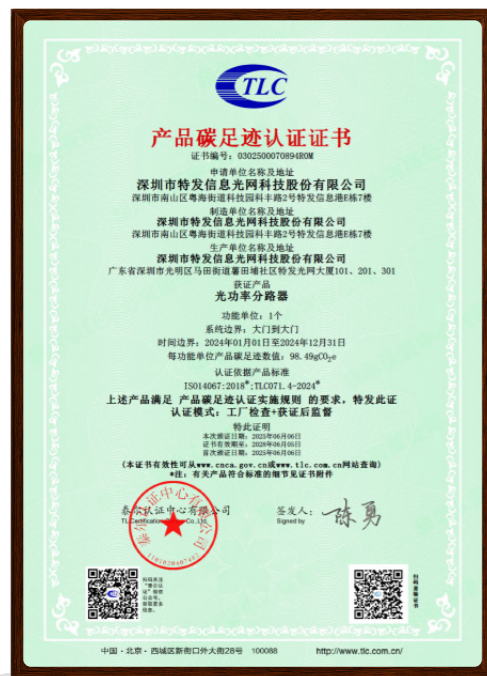 TLC
产品碳足迹认证证书
证书编号: 0302500070894R0M
申请单位名称及地址
深圳市特发信息光网科技股份有限公司
深圳市南山区粤海街道科技园科丰路2号特发信息港E栋7楼
制造单位名称及地址
深圳市特发信息光网科技股份有限公司
深圳市南山区粤海街道科技园科丰路2号特发信息港E栋7楼
生产单位名称及地址
深圳市特发信息光网科技股份有限公司
广东省深圳市光明区马田街道薯田埔社区特发光网大厦101、201、301
获证产品
光功率分路器
功能单位: 1个
系统边界: 大门到大门
时间边界: 2024年01月01日至2024年12月31日
每功能单位产品碳足迹数值: 98.49gCO₂e
认证依据产品标准
ISO14067:2018*;TLC071.4-2024*
上述产品满足 产品碳足迹认证实施规则 的要求, 特发此证
认证模式: 工厂检查+获证后监督
特此证明
本次颁证日期: 2025年06月06日
证书有效期至: 2028年06月05日
首次颁证日期: 2025年06月06日
(本证书有效性可从www.cnca.gov.cn或www.tlc.com.cn网站查询)
*注: 有关产品符合标准的细节见证书附件
泰尔认证中心有限公司
TLCertification Center Co.,Ltd
签发人: 陈勇
Signed by
中国·北京·西城区新街口外大街28号 100088 http://www.tlc.com.cn/